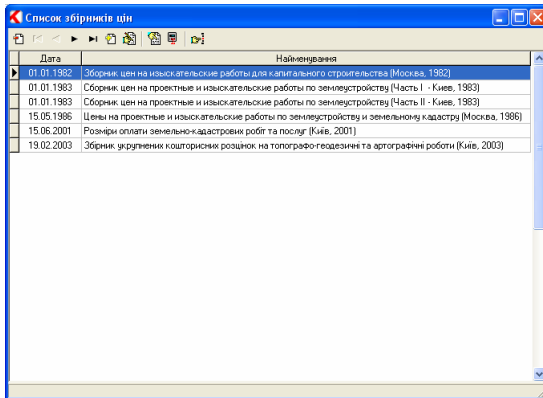 Список збірників цін
Дата Найменування
01.01.1982 Зборник цен на изыскательские работы для капитального строительства (Москва, 1982)
01.01.1983 Сборник цен на проектные и изыскательские работы по землеустройству (Часть I - Киев, 1983)
01.01.1983 Сборник цен на проектные и изыскательские работы по землеустройству (Часть II - Киев, 1983)
15.05.1986 Цены на проектные и изыскательские работы по землеустройству и земельному кадастру (Москва, 1986)
15.06.2001 Розміри оплати земельно-кадастрових робіт та послуг (Київ, 2001)
19.02.2003 Збірник укрупнених кошторисних розцінок на топографо-геодезичні та артографічні роботи (Київ, 2003)